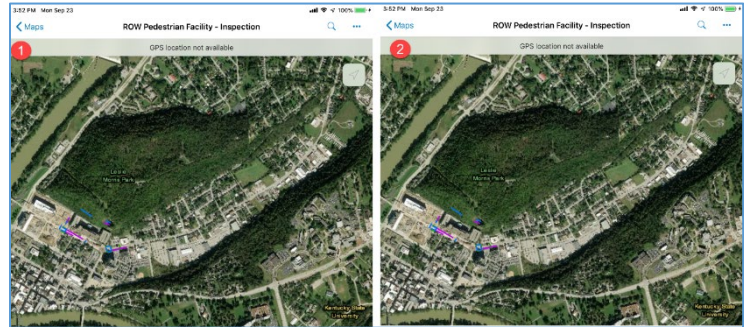 3:52 PM Mon Sep 23
100%
Maps
ROW Pedestrian Facility - Inspection
1
GPS location not available
Leslie
Morris Park
Kentucky State
University
3:52 PM Mon Sep 23
100%
Maps
ROW Pedestrian Facility - Inspection
2
GPS location not available
Leslie
Morris Park
Kentucky State
University